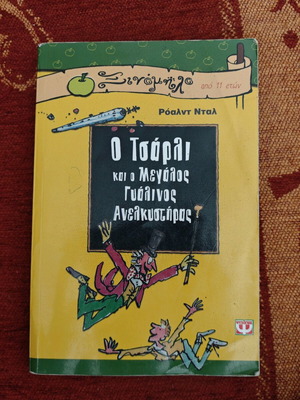 Ξινόμηλο
από 11 ετών
Ρόαλντ Νταλ
Ο Τσάρλι
και ο Μεγάλος
Γυάλινος
Ανελκυστήρας
Ψ